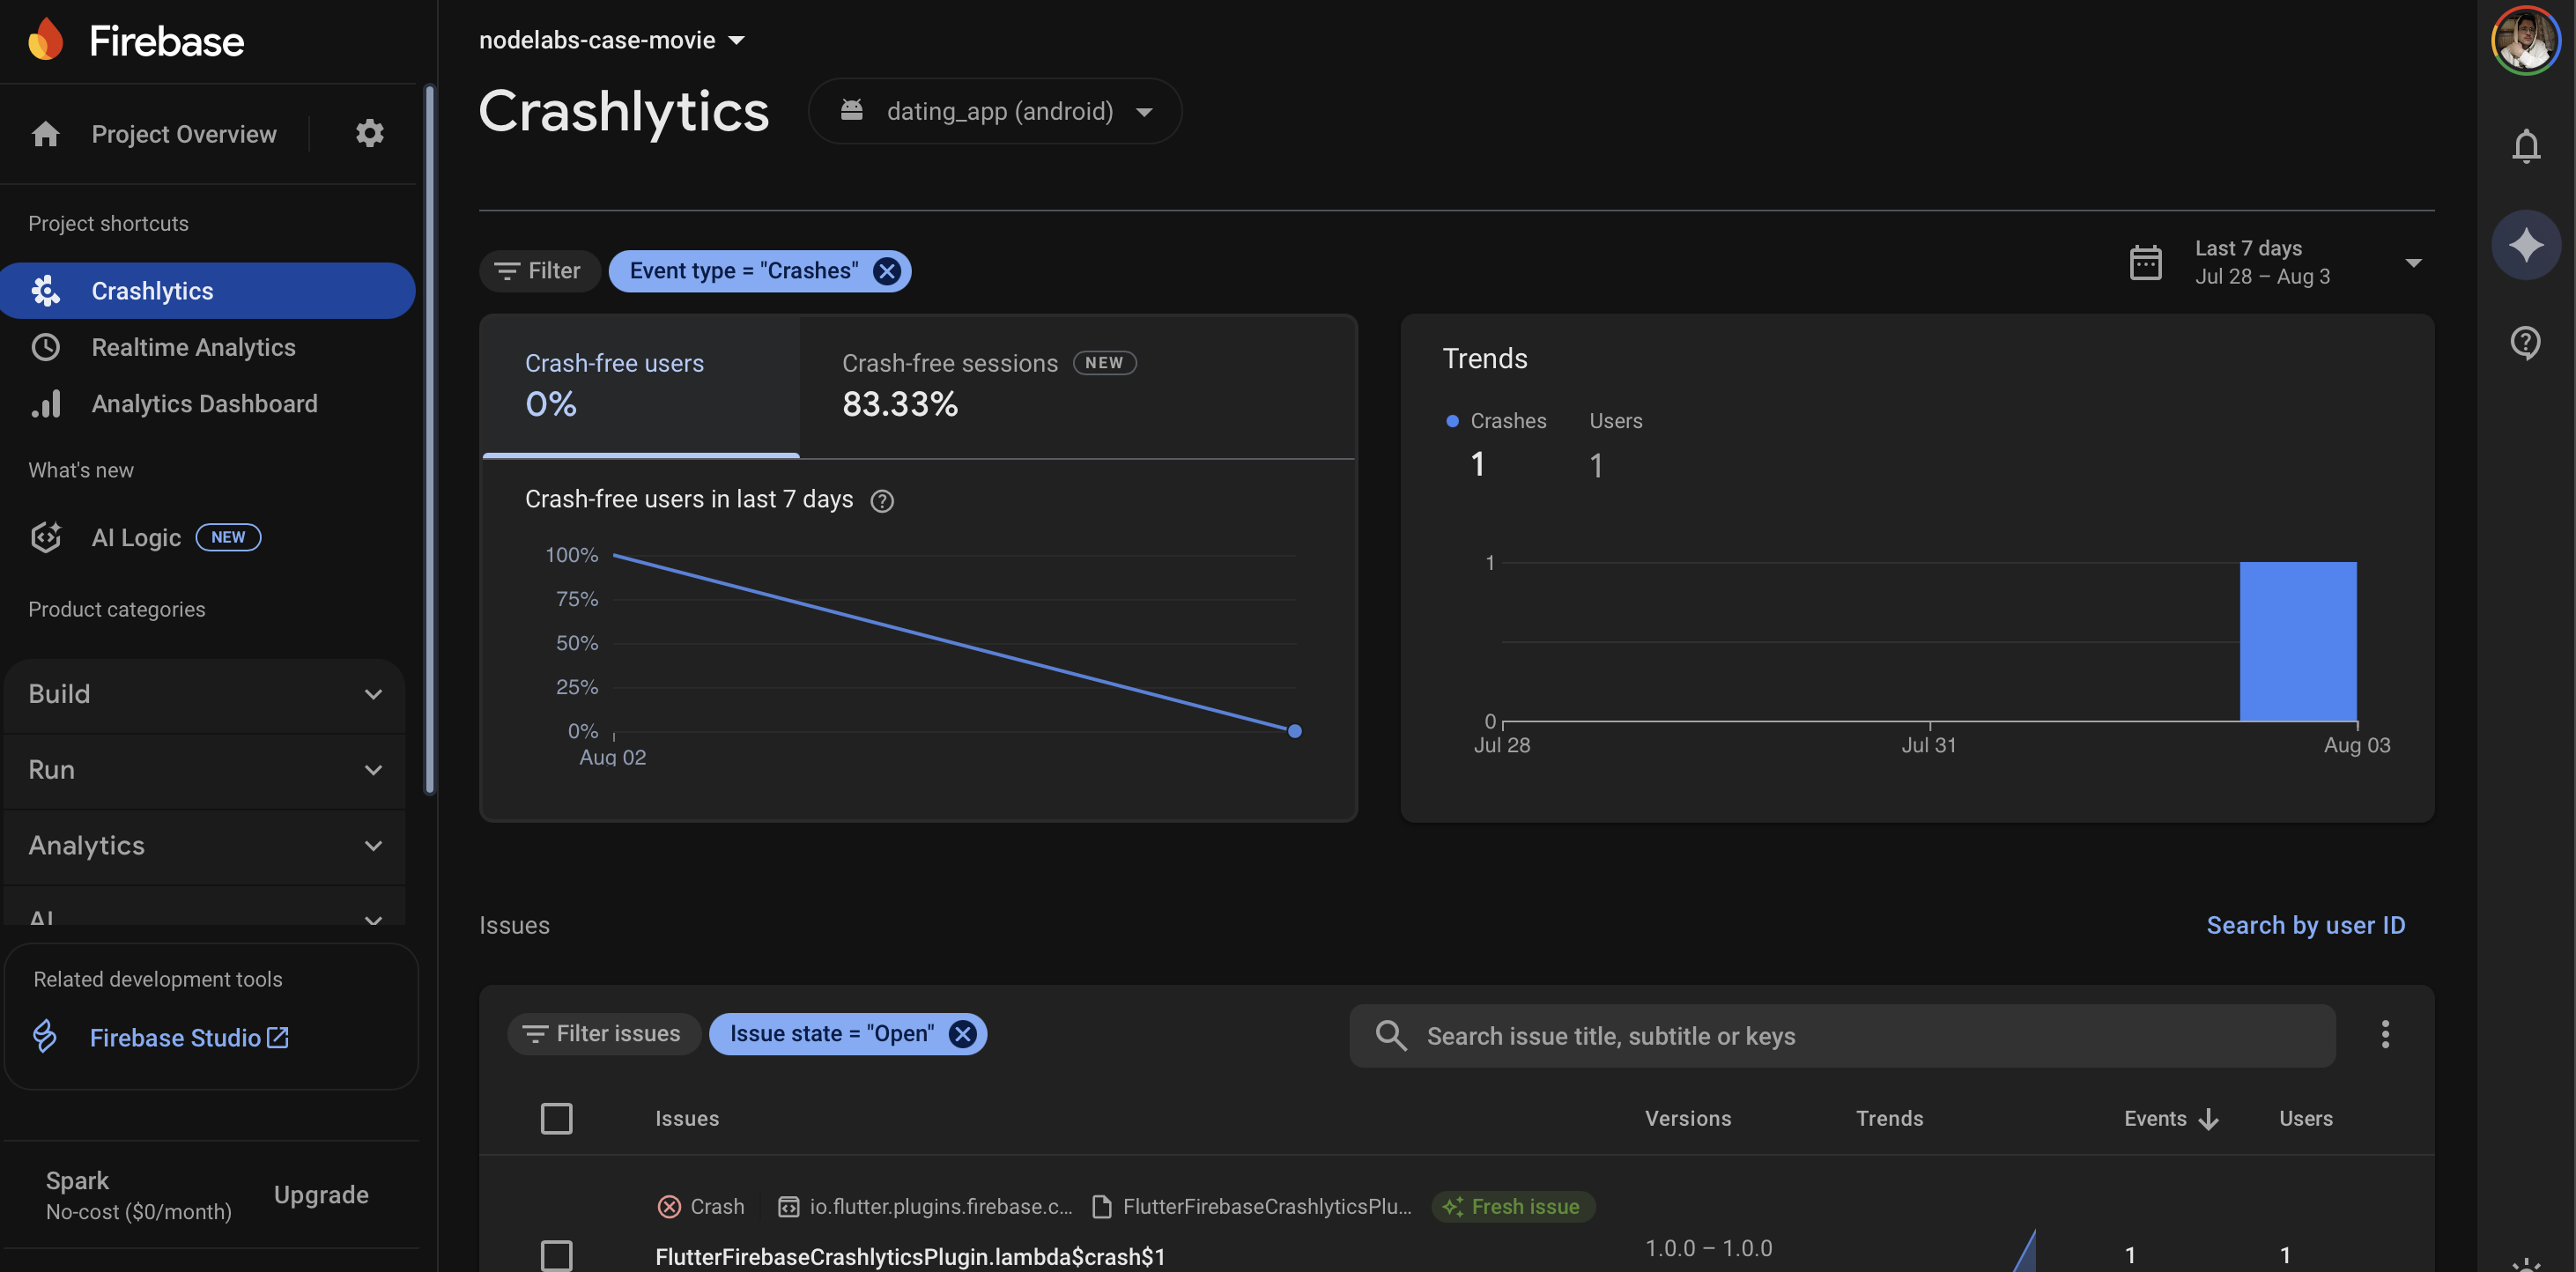 Firebase
Project Overview
Project shortcuts
Crashlytics
Realtime Analytics
Analytics Dashboard
What's new
AI Logic NEW
Product categories
Build
Run
Analytics
AI
Related development tools
Firebase Studio
Spark
No-cost ($0/month)
Upgrade
nodelabs-case-movie
Crashlytics
dating_app (android)
Filter
Event type = "Crashes"
Last 7 days
Jul 28 – Aug 3
Crash-free users
0%
Crash-free sessions NEW
83.33%
Crash-free users in last 7 days
100%
75%
50%
25%
0%
Aug 02
Trends
Crashes Users
1 1
1
0
Jul 28 Jul 31 Aug 03
Issues
Search by user ID
Filter issues
Issue state = "Open"
Search issue title, subtitle or keys
Issues Versions Trends Events Users
Crash io.flutter.plugins.firebase.c... FlutterFirebaseCrashlyticsPlu... Fresh issue
FlutterFirebaseCrashlyticsPlugin.lambda$crash$1 1.0.0 – 1.0.0 1 1